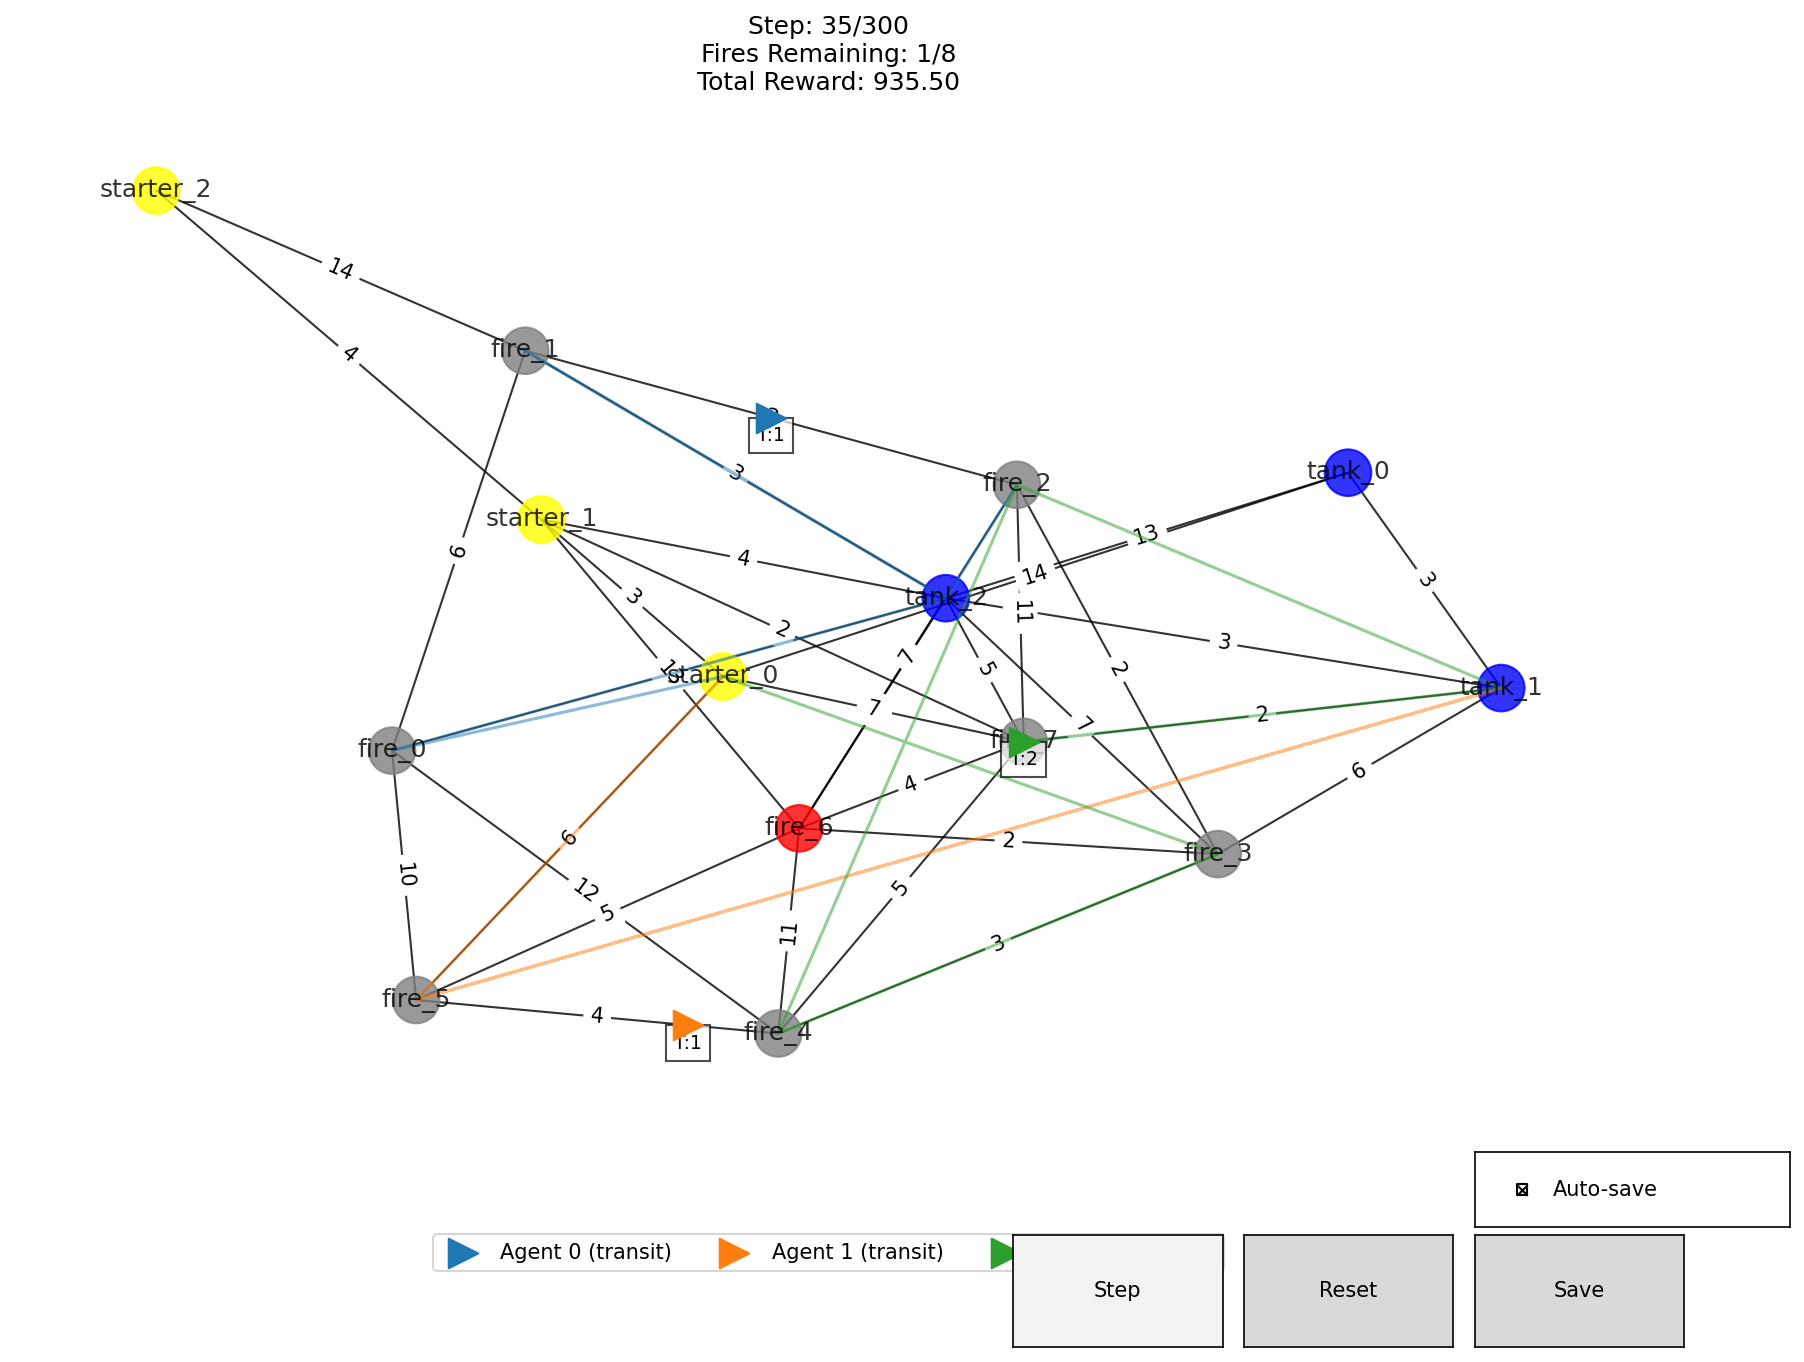 Step: 35/300
Fires Remaining: 1/8
Total Reward: 935.50
starter_2
14
4
fire_1
3
fire_2
tank_0
starter_1
13
14
4
3
6
3
tank_2
11
2
3
2
7
5
2
3
starter_0
tank_1
7
2
7
fire_0
T:2
4
6
fire_6
2
fire_3
6
10
12
5
5
11
3
fire_5
4
fire_4
Auto-save
Agent 0 (transit)
Agent 1 (transit)
Step
Reset
Save